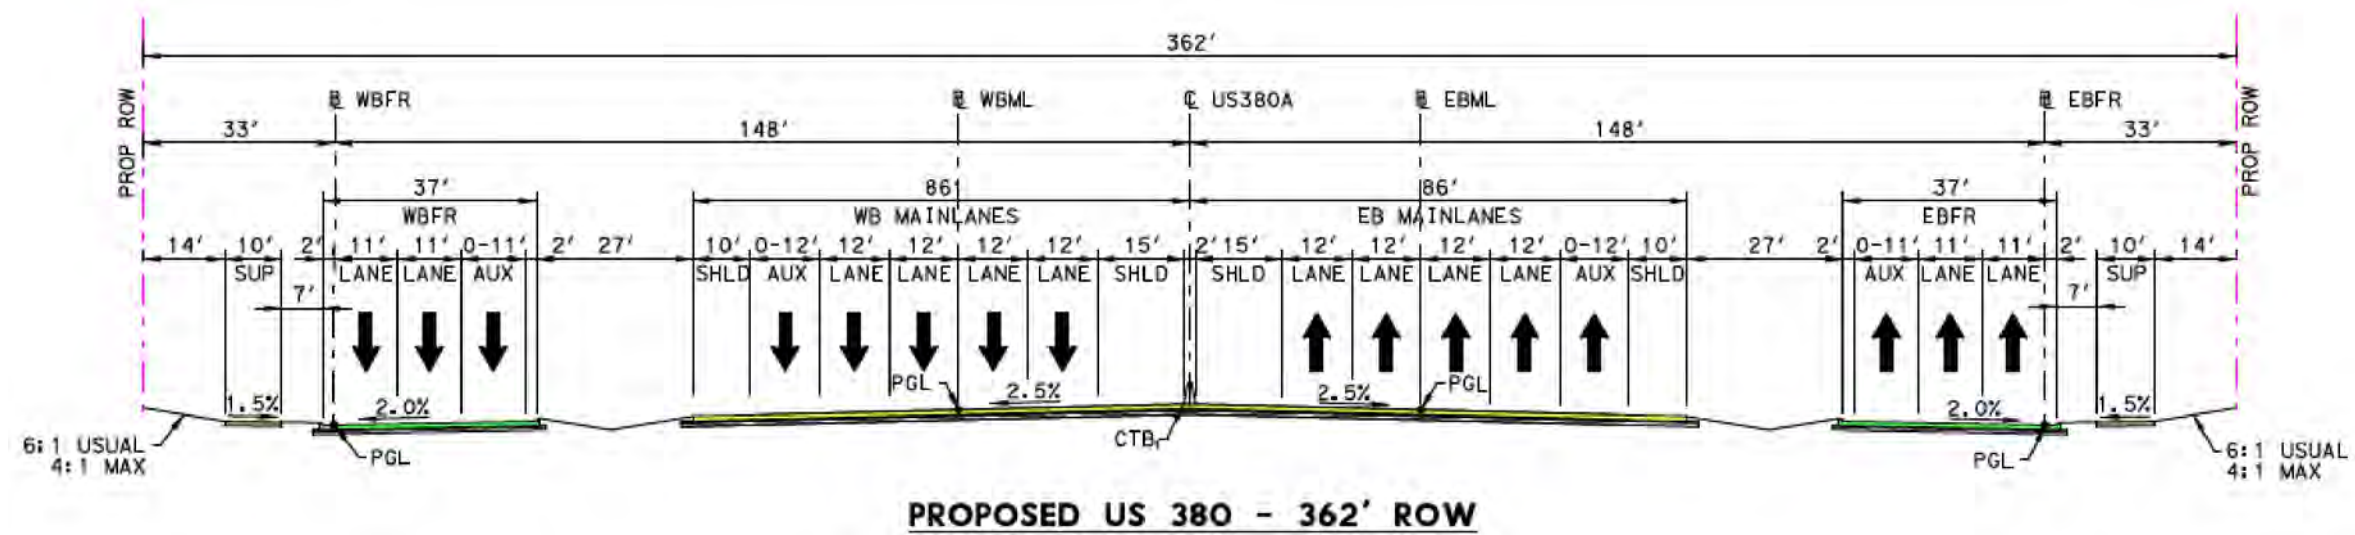 362'
PROP ROW
℄ WBFR
℄ WBML
℄ US380A
℄ EBML
℄ EBFR
PROP ROW
33'
148'
148'
33'
37'
86'
86'
37'
WBFR
WB MAINLANES
EB MAINLANES
EBFR
14' 10' 2' 11' 11' 0-11' 2' 27' 10' 0-12' 12' 12' 12' 12' 15' 2' 15' 12' 12' 12' 12' 0-12' 10' 27' 2' 0-11' 11' 11' 2' 10' 14'
SUP LANE LANE AUX SHLD AUX LANE LANE LANE LANE SHLD SHLD LANE LANE LANE LANE AUX SHLD AUX LANE LANE SUP
7'
7'
PGL
2.5%
2.5%
PGL
1.5%
2.0%
2.0%
1.5%
6:1 USUAL
4:1 MAX
PGL
CTB
PGL
6:1 USUAL
4:1 MAX
PROPOSED US 380 - 362' ROW